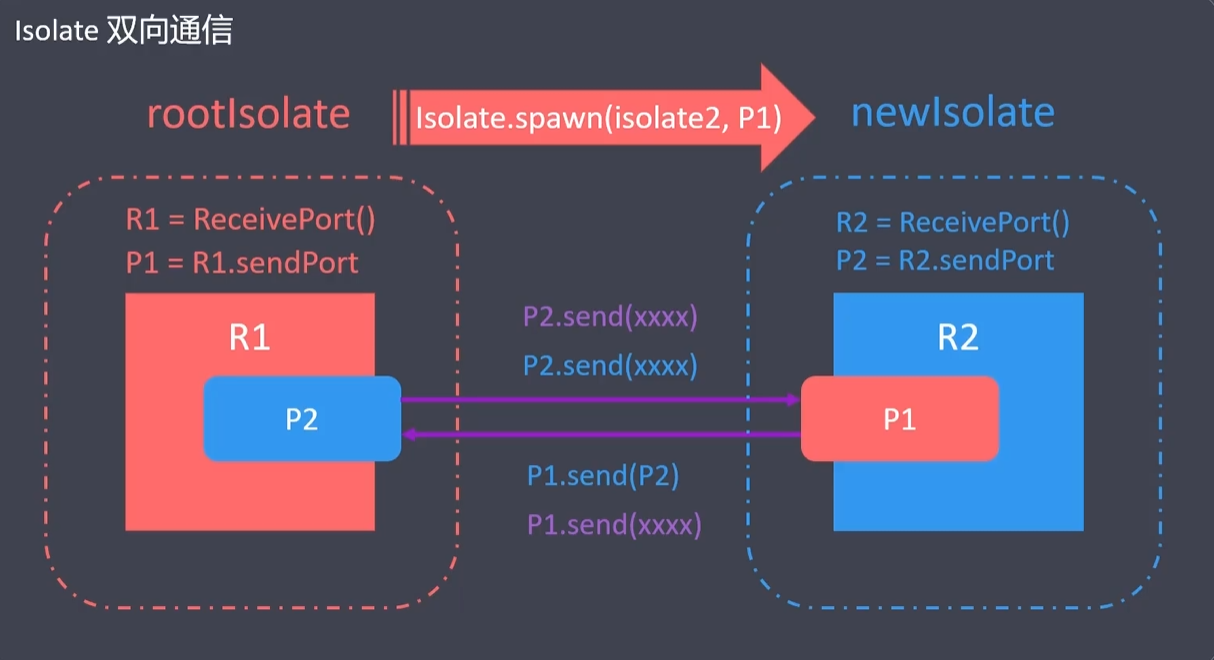 Isolate 双向通信
rootIsolate
Isolate.spawn(isolate2, P1)
newIsolate
R1 = ReceivePort()
P1 = R1.sendPort
R1
P2
P2.send(xxxx)
P2.send(xxxx)
P1.send(P2)
P1.send(xxxx)
R2 = ReceivePort()
P2 = R2.sendPort
R2
P1